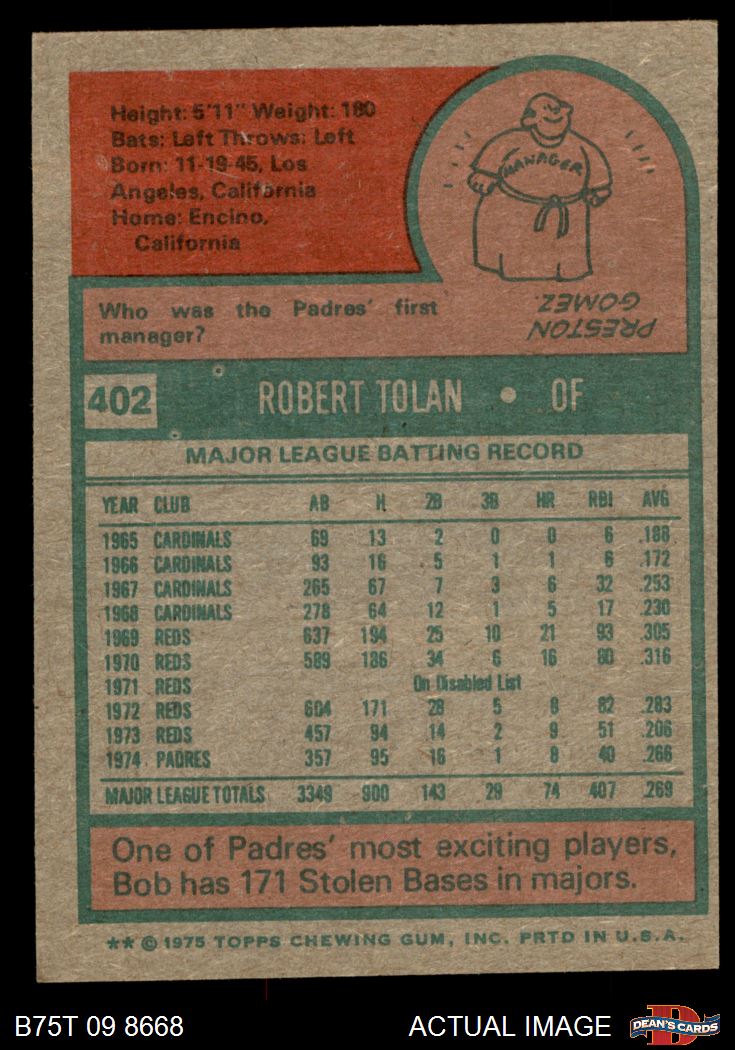 Height: 5'11" Weight: 180
Bats: Left Throws: Left
Born: 11-19-45, Los
Angeles, California
Home: Encino,
California
MANAGER
Who was the Padres' first
manager?
PRESTON
GOMEZ.
402 ROBERT TOLAN • OF
MAJOR LEAGUE BATTING RECORD
YEAR CLUB AB H 2B 3B HR RBI AVG
1965 CARDINALS 69 13 2 0 0 6 .188
1966 CARDINALS 93 16 5 1 1 6 .172
1967 CARDINALS 265 67 7 3 6 32 .253
1968 CARDINALS 278 64 12 1 5 17 .230
1969 REDS 637 194 25 10 21 93 .305
1970 REDS 589 186 34 6 16 80 .316
1971 REDS On Disabled List
1972 REDS 604 171 28 5 8 82 .283
1973 REDS 457 94 14 2 9 51 .206
1974 PADRES 357 95 16 1 8 40 .266
MAJOR LEAGUE TOTALS 3349 900 143 29 74 407 .269
One of Padres' most exciting players,
Bob has 171 Stolen Bases in majors.
** © 1975 TOPPS CHEWING GUM, INC. PRTD IN U.S.A.
B75T 09 8668 ACTUAL IMAGE D DEAN'S CARDS